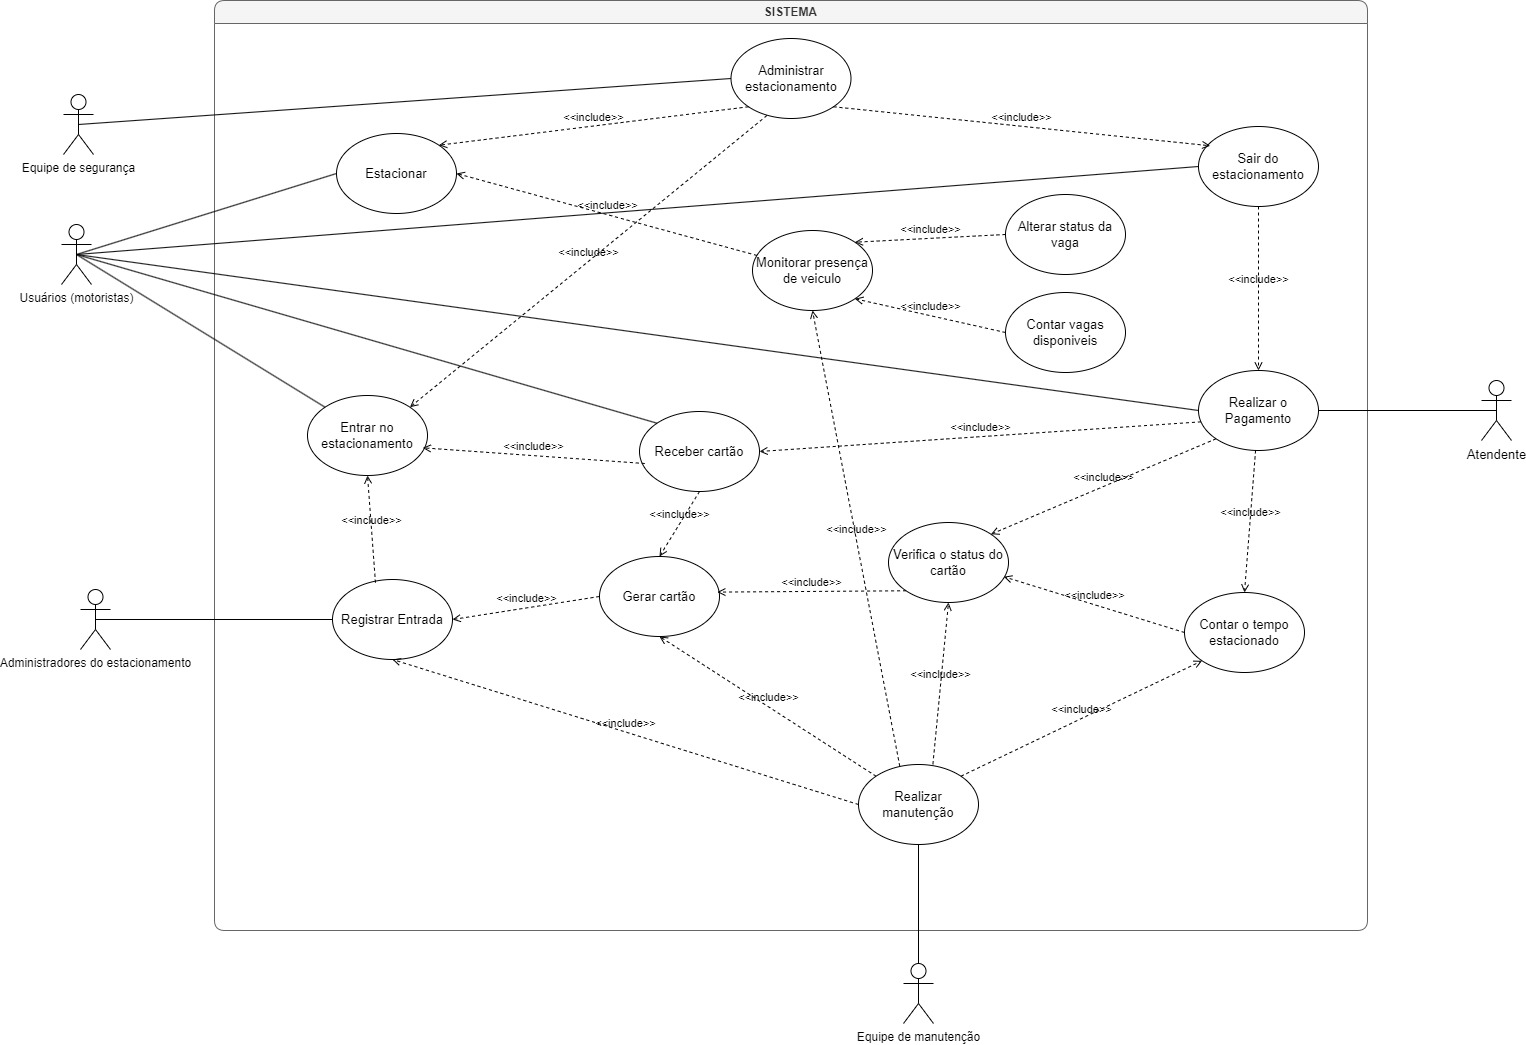 SISTEMA
Administrar
estacionamento
Equipe de segurança
<<include>>
<<include>>
Estacionar
Sair do
estacionamento
Usuários (motoristas)
<<include>>
<<include>>
Alterar status da
vaga
<<include>>
Monitorar presença
de veiculo
<<include>>
<<include>>
Contar vagas
disponiveis
Entrar no
estacionamento
<<include>>
Receber cartão
<<include>>
Realizar o
Pagamento
Atendente
<<include>>
<<include>>
<<include>>
<<include>>
<<include>>
Verifica o status do
cartão
<<include>>
Gerar cartão
<<include>>
<<include>>
Registrar Entrada
Contar o tempo
estacionado
Administradores do estacionamento
<<include>>
<<include>>
<<include>>
<<include>>
Realizar
manutenção
Equipe de manutenção